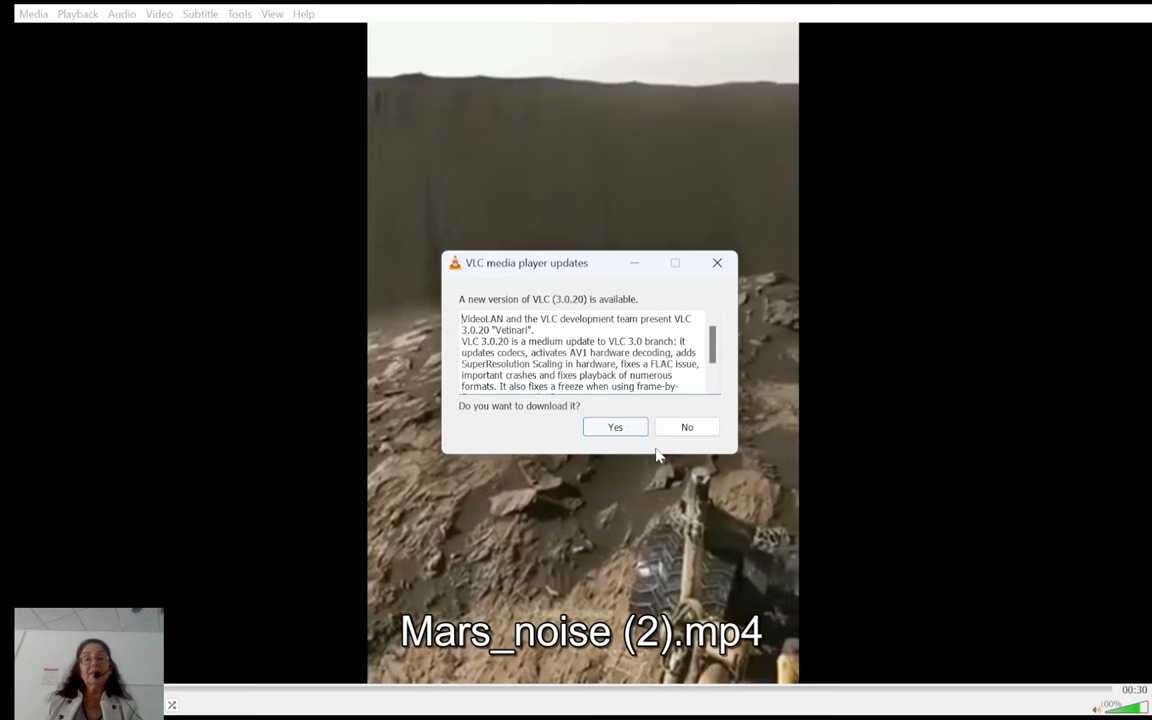 Media Playback Audio Video Subtitle Tools View Help
VLC media player updates
A new version of VLC (3.0.20) is available.
VideoLAN and the VLC development team present VLC
3.0.20 "Vetinari".
VLC 3.0.20 is a medium update to VLC 3.0 branch: it
updates codecs, activates AV1 hardware decoding, adds
SuperResolution Scaling in hardware, fixes a FLAC issue,
important crashes and fixes playback of numerous
formats. It also fixes a freeze when using frame-by-
Do you want to download it?
Yes No
Mars_noise (2).mp4
00:30
100%